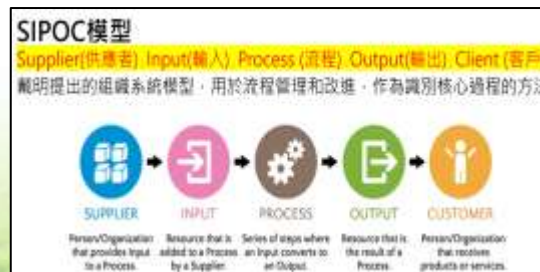 SIPOC模型
Supplier(供應者) Input(輸入) Process (流程) Output(輸出) Client (客戶
戴明提出的組織系統模型，用於流程管理和改進，作為識別核心過程的方法
SUPPLIER INPUT PROCESS OUTPUT CUSTOMER
Person/Organization Resource that is Series of steps where Resource that is Person/Organization
that provides Input added to a Process an Input converts to the result of a that receives
to a Process. by a Supplier. an Output. Process. products or services.